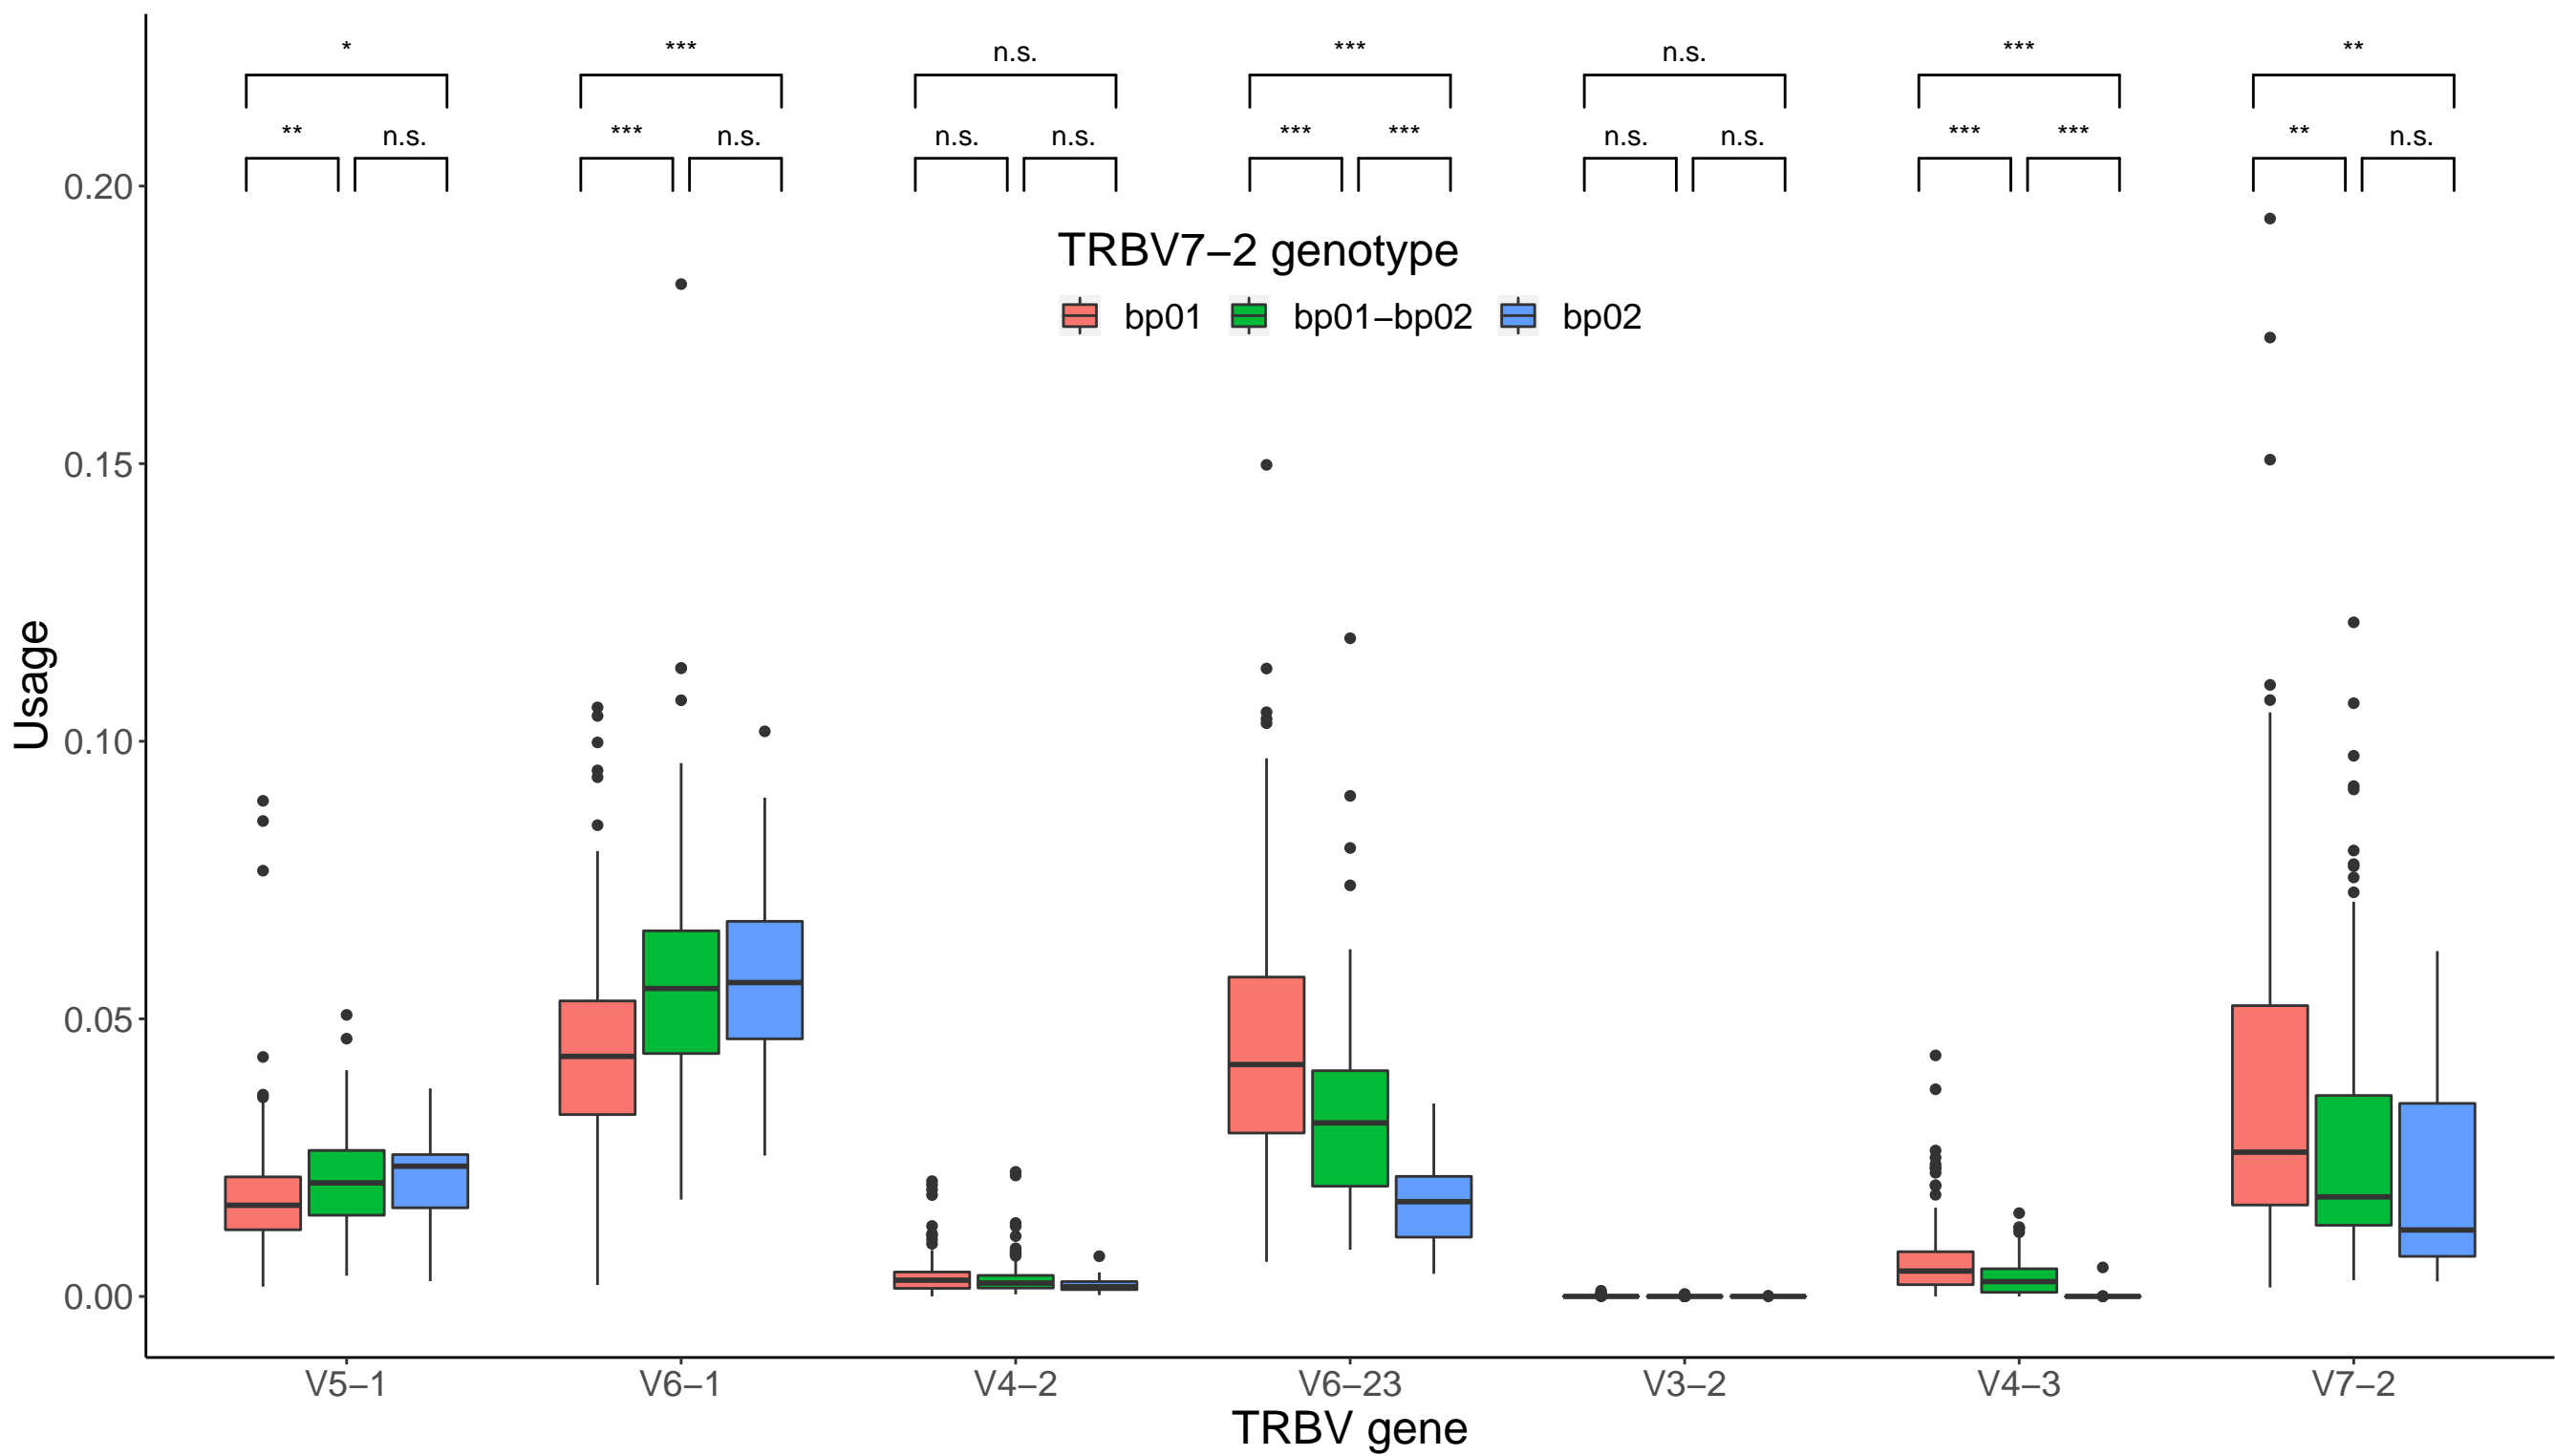 * *** n.s. *** n.s. *** **
** n.s. *** n.s. n.s. n.s. *** *** n.s. n.s. *** *** ** n.s.
0.20
TRBV7−2 genotype
bp01 bp01−bp02 bp02
0.15
Usage
0.10
0.05
0.00
V5−1 V6−1 V4−2 V6−23 V3−2 V4−3 V7−2
TRBV gene